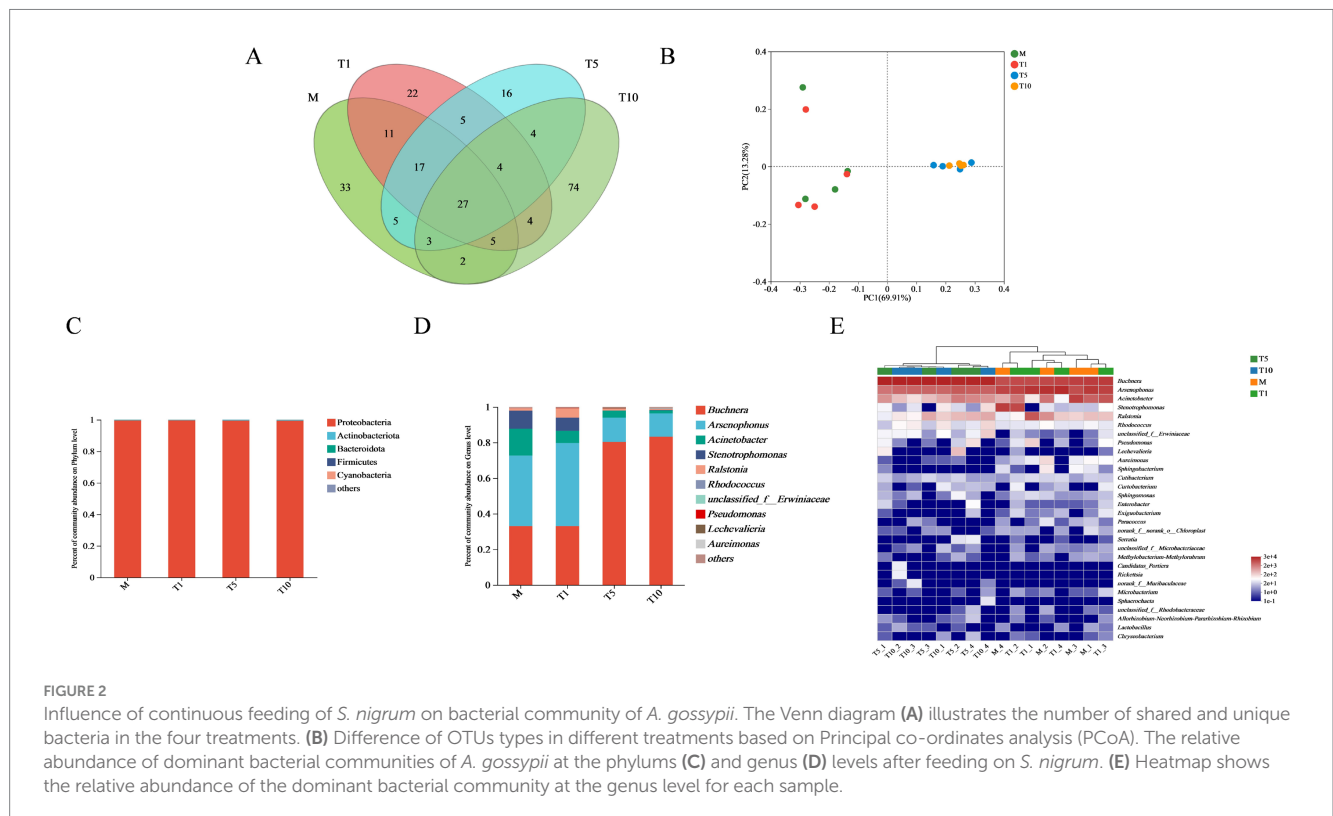 A
T1
T5
M
T10
22
16
11
5
4
17
4
33
74
27
5
4
3
5
2
B
M
T1
T5
T10
0.4
0.2
0
-0.2
-0.4
PC2(13.28%)
-0.4
-0.3
-0.2
-0.1
0
0.1
0.2
0.3
0.4
PC1(69.91%)
C
Percent of community abundance on Phylum level
1
0.8
0.6
0.4
0.2
0
M
T1
T5
T10
Proteobacteria
Actinobacteriota
Bacteroidota
Firmicutes
Cyanobacteria
others
D
Percent of community abundance on Genus level
1
0.8
0.6
0.4
0.2
0
M
T1
T5
T10
Buchnera
Arsenophonus
Acinetobacter
Stenotrophomonas
Ralstonia
Rhodococcus
unclassified_f__Erwiniaceae
Pseudomonas
Lechevalieria
Aureimonas
others
E
T5
T10
M
T1
Buchnera
Arsenophonus
Acinetobacter
Stenotrophomonas
Ralstonia
Rhodococcus
unclassified_f__Erwiniaceae
Pseudomonas
Lechevalieria
Aureimonas
Sphingobacterium
Cutibacterium
Curtobacterium
Sphingomonas
Enterobacter
Exiguobacterium
Paracoccus
norank_f__norank_o__Chloroplast
Serratia
unclassified_f__Microbacteriaceae
Methylobacterium-Methylorubrum
Candidatus_Portiera
Rickettsia
norank_f__Muribaculaceae
Microbacterium
Sphaerochaeta
unclassified_f__Rhodobacteraceae
Allorhizobium-Neorhizobium-Pararhizobium-Rhizobium
Lactobacillus
Chryseobacterium
3e+4
2e+3
2e+2
2e+1
1e+0
1e-1
T5_1
T10_2
T10_3
T5_3
T10_1
T5_2
T5_4
T10_4
M_4
T1_2
T1_1
M_2
T1_4
M_3
M_1
T1_3
FIGURE 2
Influence of continuous feeding of S. nigrum on bacterial community of A. gossypii. The Venn diagram (A) illustrates the number of shared and unique
bacteria in the four treatments. (B) Difference of OTUs types in different treatments based on Principal co-ordinates analysis (PCoA). The relative
abundance of dominant bacterial communities of A. gossypii at the phylums (C) and genus (D) levels after feeding on S. nigrum. (E) Heatmap shows
the relative abundance of the dominant bacterial community at the genus level for each sample.